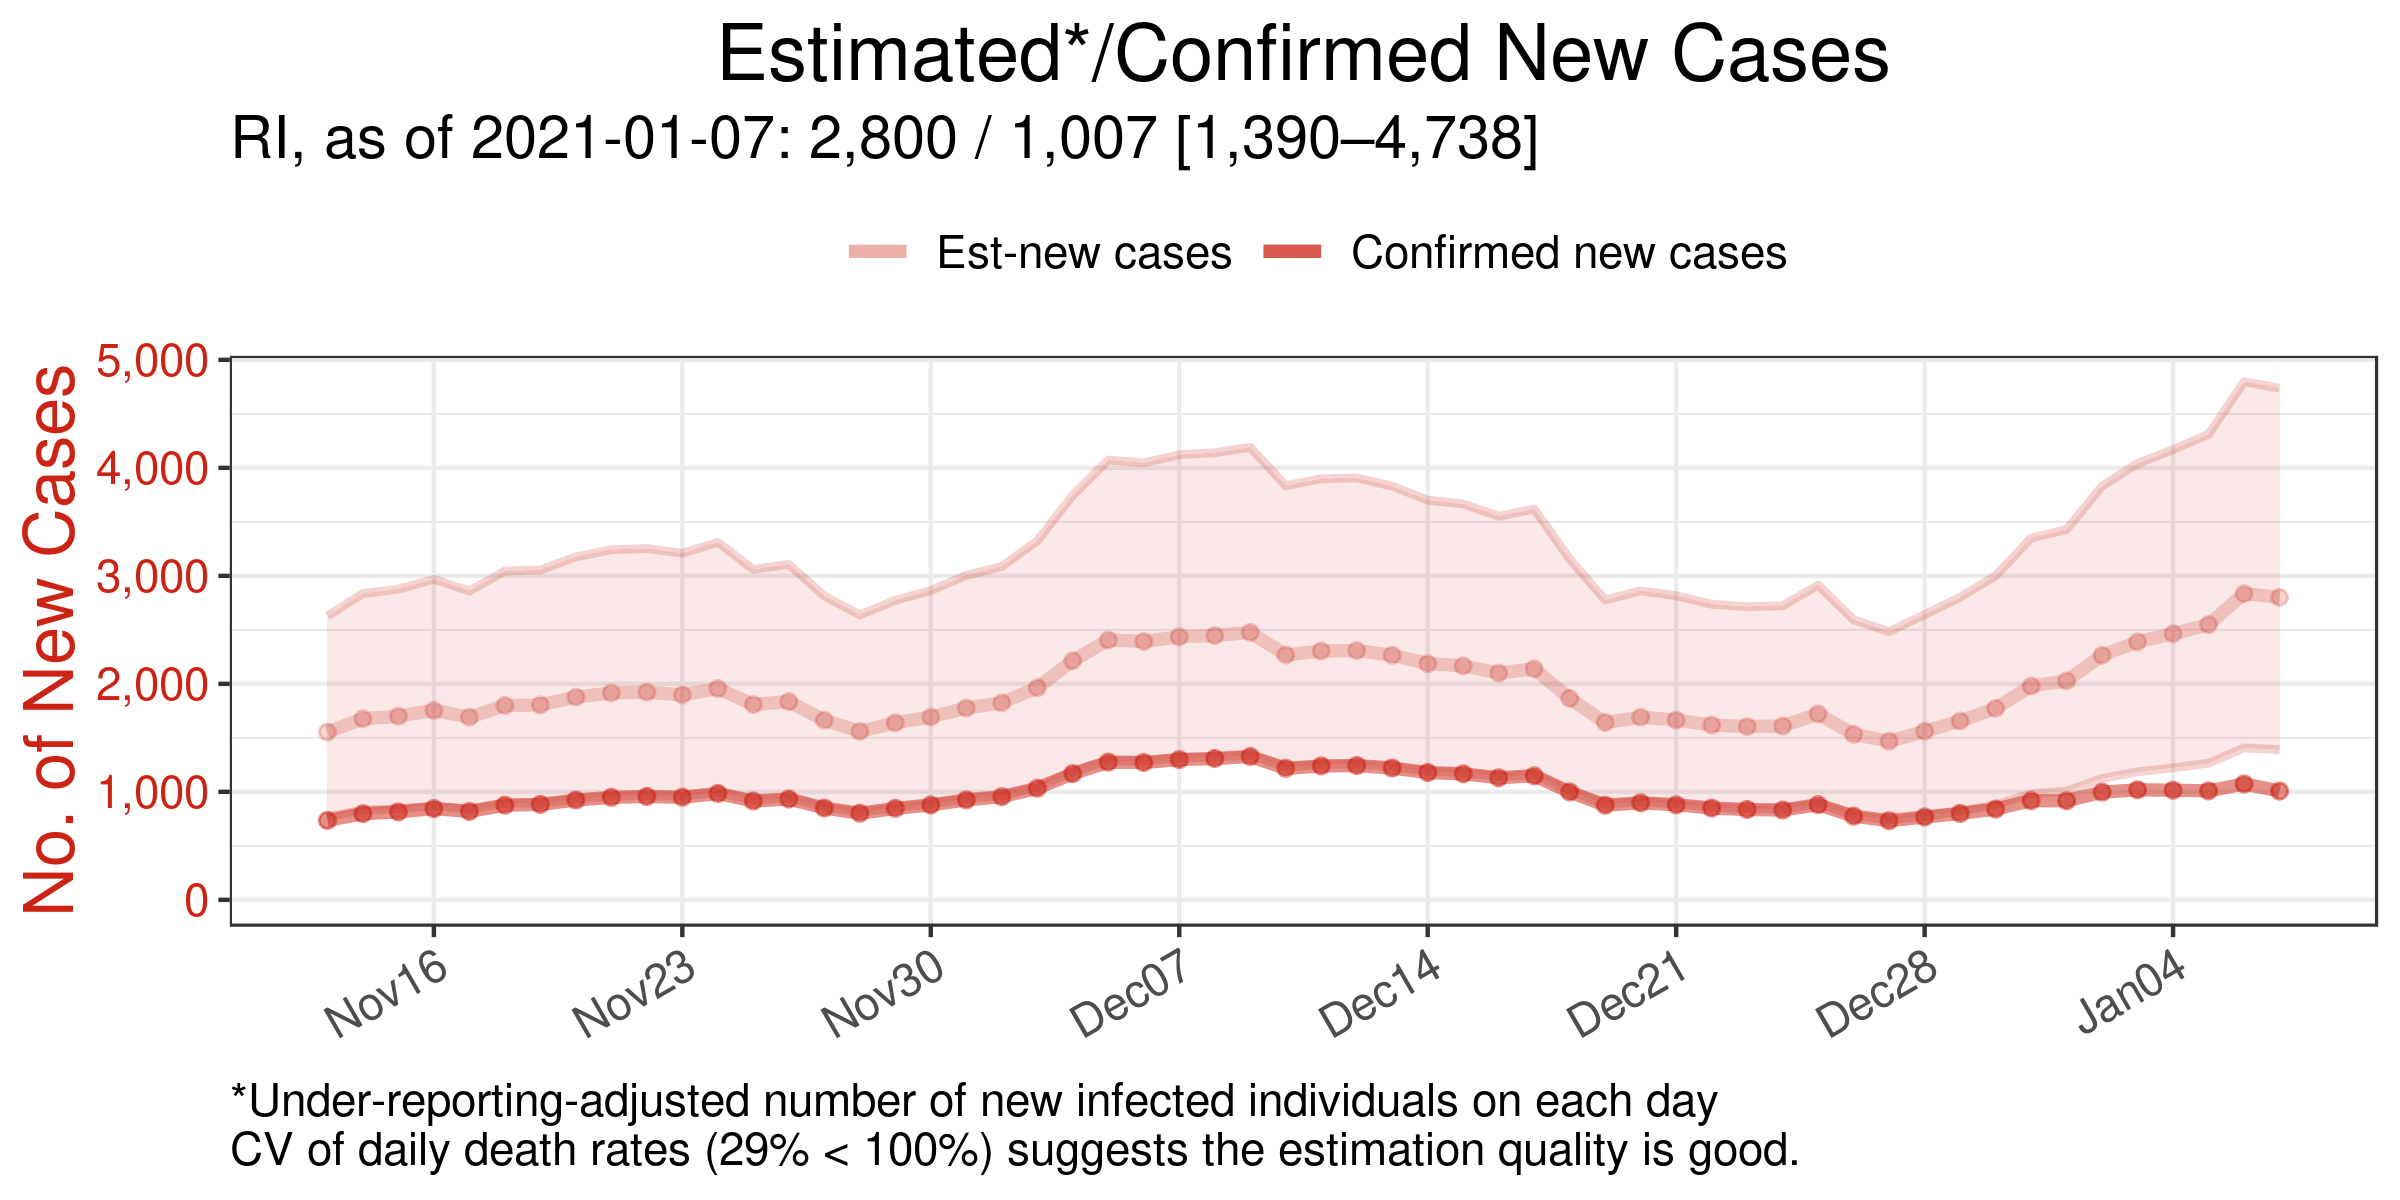 Estimated*/Confirmed New Cases
RI, as of 2021-01-07: 2,800 / 1,007 [1,390–4,738]
Est-new cases
Confirmed new cases
No. of New Cases
5,000
4,000
3,000
2,000
1,000
0
Nov16
Nov23
Nov30
Dec07
Dec14
Dec21
Dec28
Jan04
*Under-reporting-adjusted number of new infected individuals on each day
CV of daily death rates (29% < 100%) suggests the estimation quality is good.